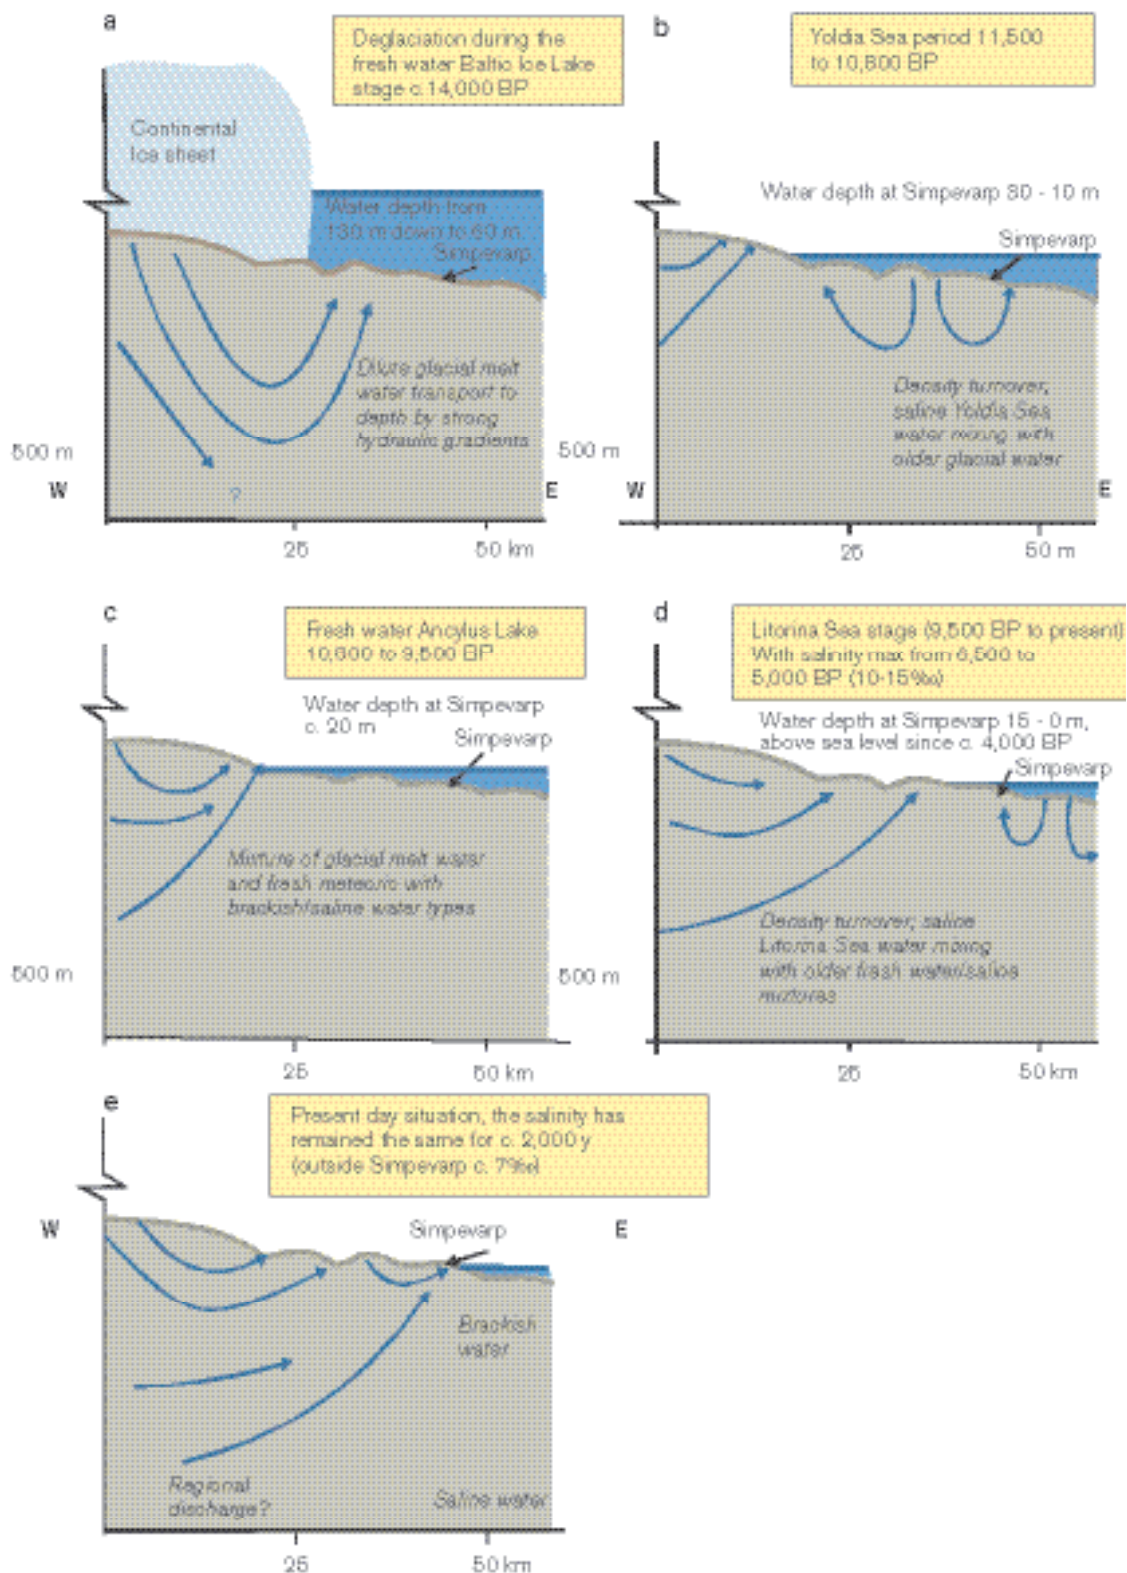 a
Deglaciation during the
fresh water Baltic Ice Lake
stage c. 14,000 BP
Continental
Ice sheet
Water depth from
130 m down to 60 m.
Simpevarp
Dilute glacial melt
water transport to
depth by strong
hydraulic gradients
500 m
W
?
E
25
50 km
b
Yoldia Sea period 11,500
to 10,800 BP
Water depth at Simpevarp 30 - 10 m
Simpevarp
Density turnover,
saline Yoldia Sea
water mixing with
older glacial water
500 m
W
E
25
50 m
c
Fresh water Ancylus Lake
10,800 to 9,500 BP
Water depth at Simpevarp
c. 20 m
Simpevarp
Mixture of glacial melt water
and fresh meteoric with
brackish/saline water types
500 m
25
50 km
d
Litorina Sea stage (9,500 BP to present)
With salinity max from 6,500 to
5,000 BP (10-15‰)
Water depth at Simpevarp 15 - 0 m,
above sea level since c. 4,000 BP
Simpevarp
Density turnover; saline
Litorina Sea water mixing
with older fresh water/saline
mixtures
500 m
25
50 km
e
Present day situation, the salinity has
remained the same for c. 2,000 y
(outside Simpevarp c. 7‰)
W
Simpevarp
E
Brackish
water
Regional
discharge?
Saline water
25
50 km